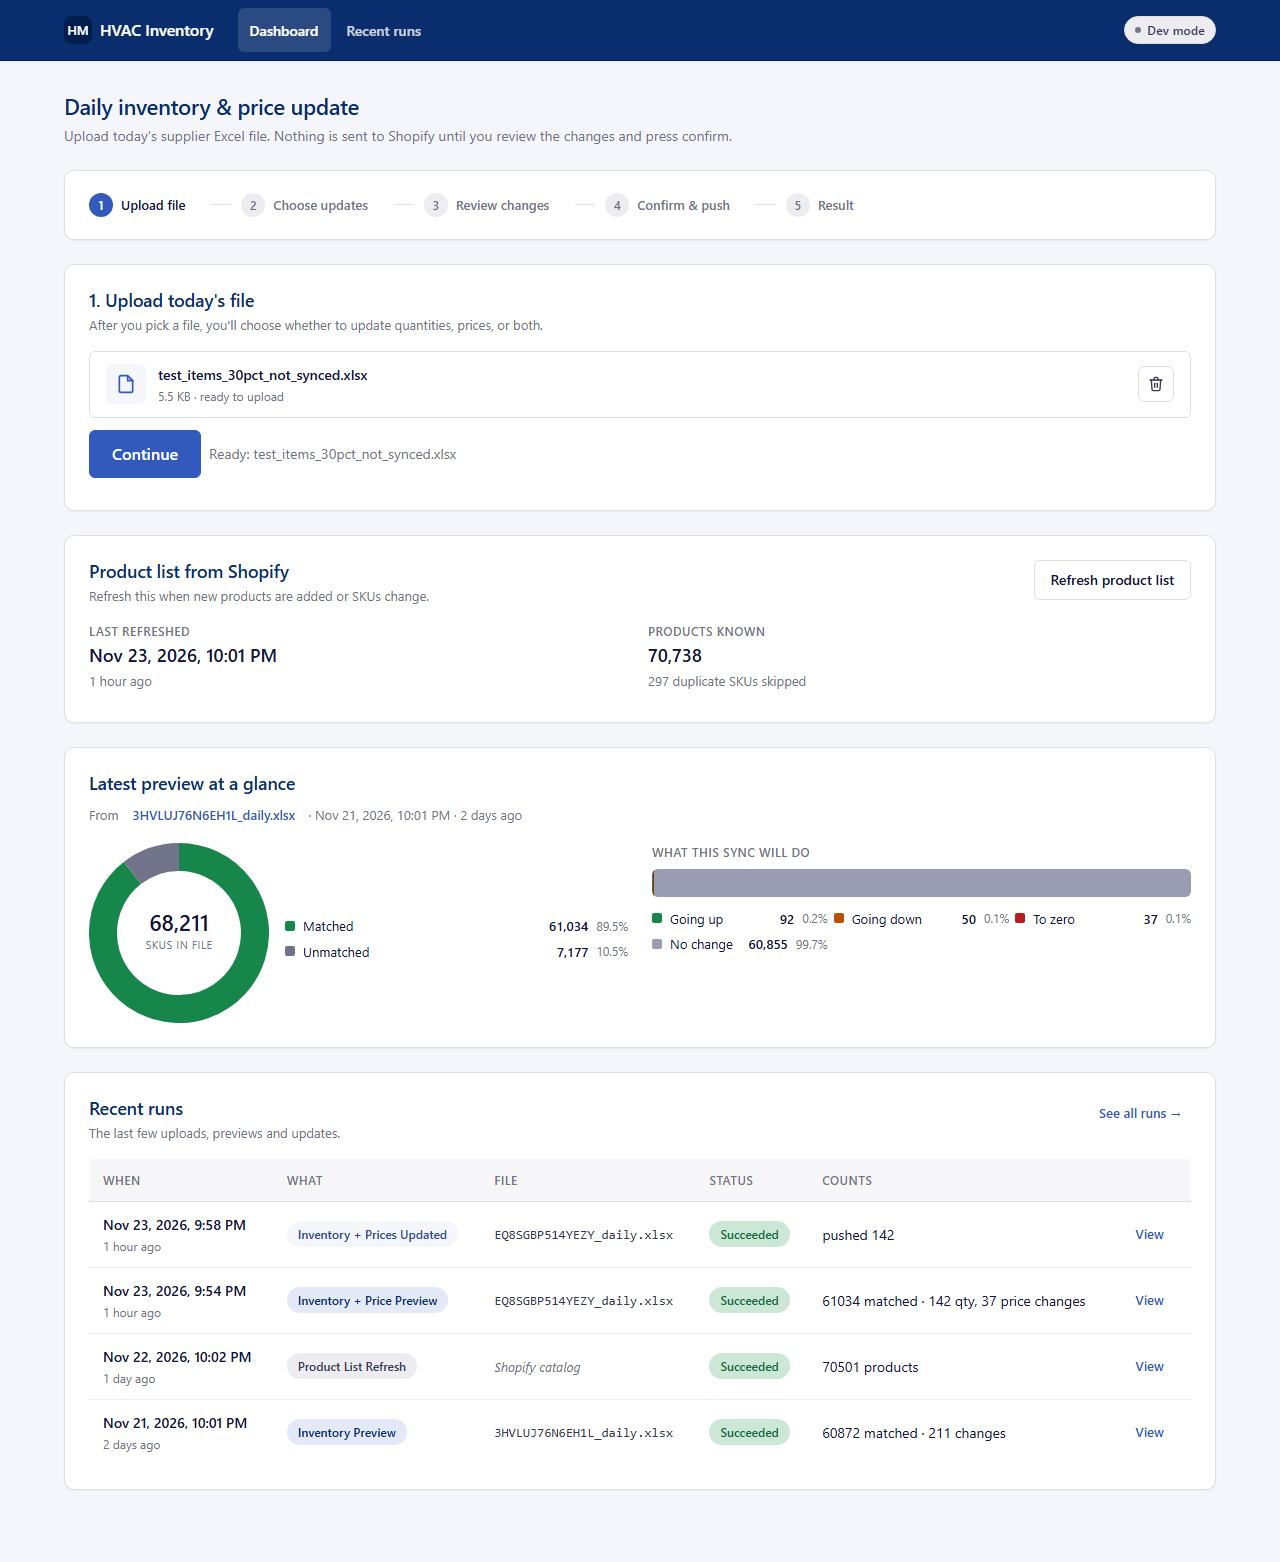 HM HVAC Inventory Dashboard Recent runs Dev mode
Daily inventory & price update
Upload today's supplier Excel file. Nothing is sent to Shopify until you review the changes and press confirm.
1 Upload file 2 Choose updates 3 Review changes 4 Confirm & push 5 Result
1. Upload today's file
After you pick a file, you'll choose whether to update quantities, prices, or both.
test_items_30pct_not_synced.xlsx
5.5 KB · ready to upload
Continue Ready: test_items_30pct_not_synced.xlsx
Product list from Shopify
Refresh this when new products are added or SKUs change.
Refresh product list
LAST REFRESHED
Nov 23, 2026, 10:01 PM
1 hour ago
PRODUCTS KNOWN
70,738
297 duplicate SKUs skipped
Latest preview at a glance
From 3HVLUJ76N6EH1L_daily.xlsx · Nov 21, 2026, 10:01 PM · 2 days ago
68,211
SKUS IN FILE
Matched 61,034 89.5%
Unmatched 7,177 10.5%
WHAT THIS SYNC WILL DO
Going up 92 0.2% Going down 50 0.1% To zero 37 0.1%
No change 60,855 99.7%
Recent runs
The last few uploads, previews and updates.
See all runs →
WHEN WHAT FILE STATUS COUNTS
Nov 23, 2026, 9:58 PM
1 hour ago
Inventory + Prices Updated EQ8SGBP514YEZY_daily.xlsx Succeeded pushed 142 View
Nov 23, 2026, 9:54 PM
1 hour ago
Inventory + Price Preview EQ8SGBP514YEZY_daily.xlsx Succeeded 61034 matched · 142 qty, 37 price changes View
Nov 22, 2026, 10:02 PM
1 day ago
Product List Refresh Shopify catalog Succeeded 70501 products View
Nov 21, 2026, 10:01 PM
2 days ago
Inventory Preview 3HVLUJ76N6EH1L_daily.xlsx Succeeded 60872 matched · 211 changes View